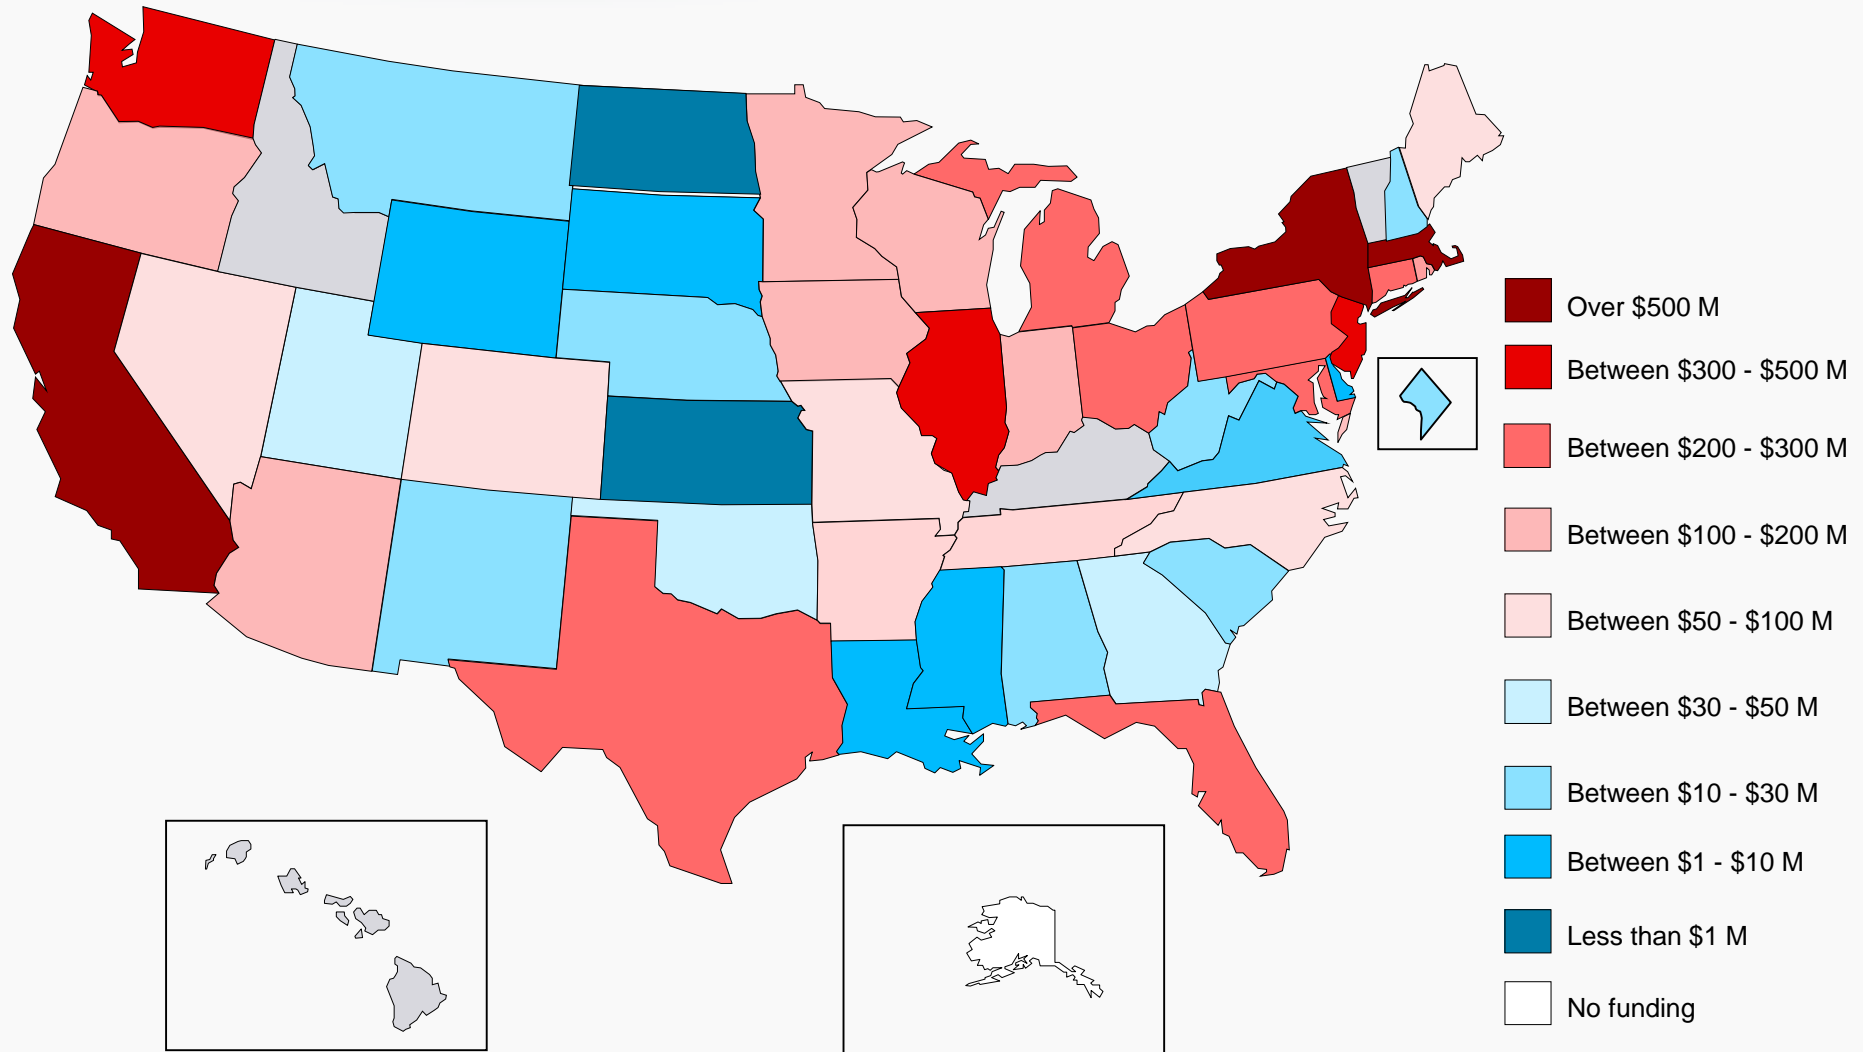 Over $500 M
Between $300 - $500 M
Between $200 - $300 M
Between $100 - $200 M
Between $50 - $100 M
Between $30 - $50 M
Between $10 - $30 M
Between $1 - $10 M
Less than $1 M
No funding